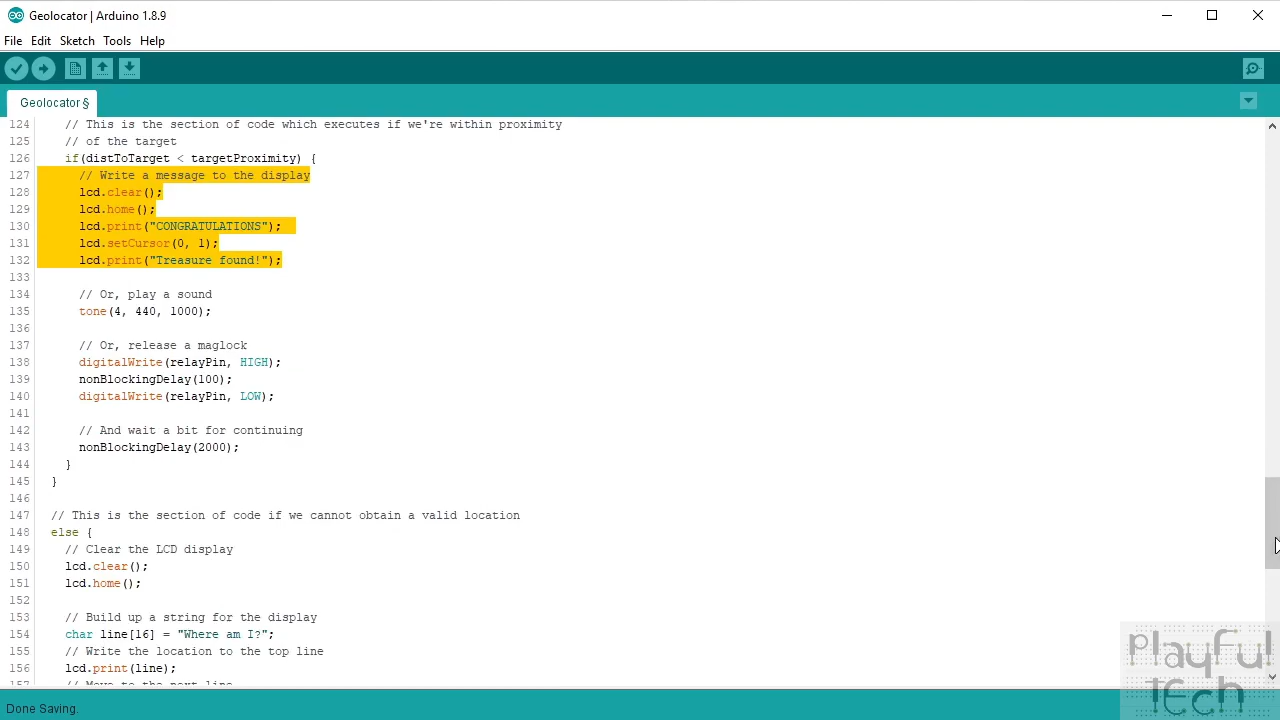 Geolocator | Arduino 1.8.9
File Edit Sketch Tools Help
Geolocator §
124 // This is the section of code which executes if we're within proximity
125 // of the target
126 if(distToTarget < targetProximity) {
127 // Write a message to the display
128 lcd.clear();
129 lcd.home();
130 lcd.print("CONGRATULATIONS");
131 lcd.setCursor(0, 1);
132 lcd.print("Treasure found!");
133
134 // Or, play a sound
135 tone(4, 440, 1000);
136
137 // Or, release a maglock
138 digitalWrite(relayPin, HIGH);
139 nonBlockingDelay(100);
140 digitalWrite(relayPin, LOW);
141
142 // And wait a bit for continuing
143 nonBlockingDelay(2000);
144 }
145 }
146
147 // This is the section of code if we cannot obtain a valid location
148 else {
149 // Clear the LCD display
150 lcd.clear();
151 lcd.home();
152
153 // Build up a string for the display
154 char line[16] = "Where am I?";
155 // Write the location to the top line
156 lcd.print(line);
157 // Move to the next line
Done Saving.
playful
tech